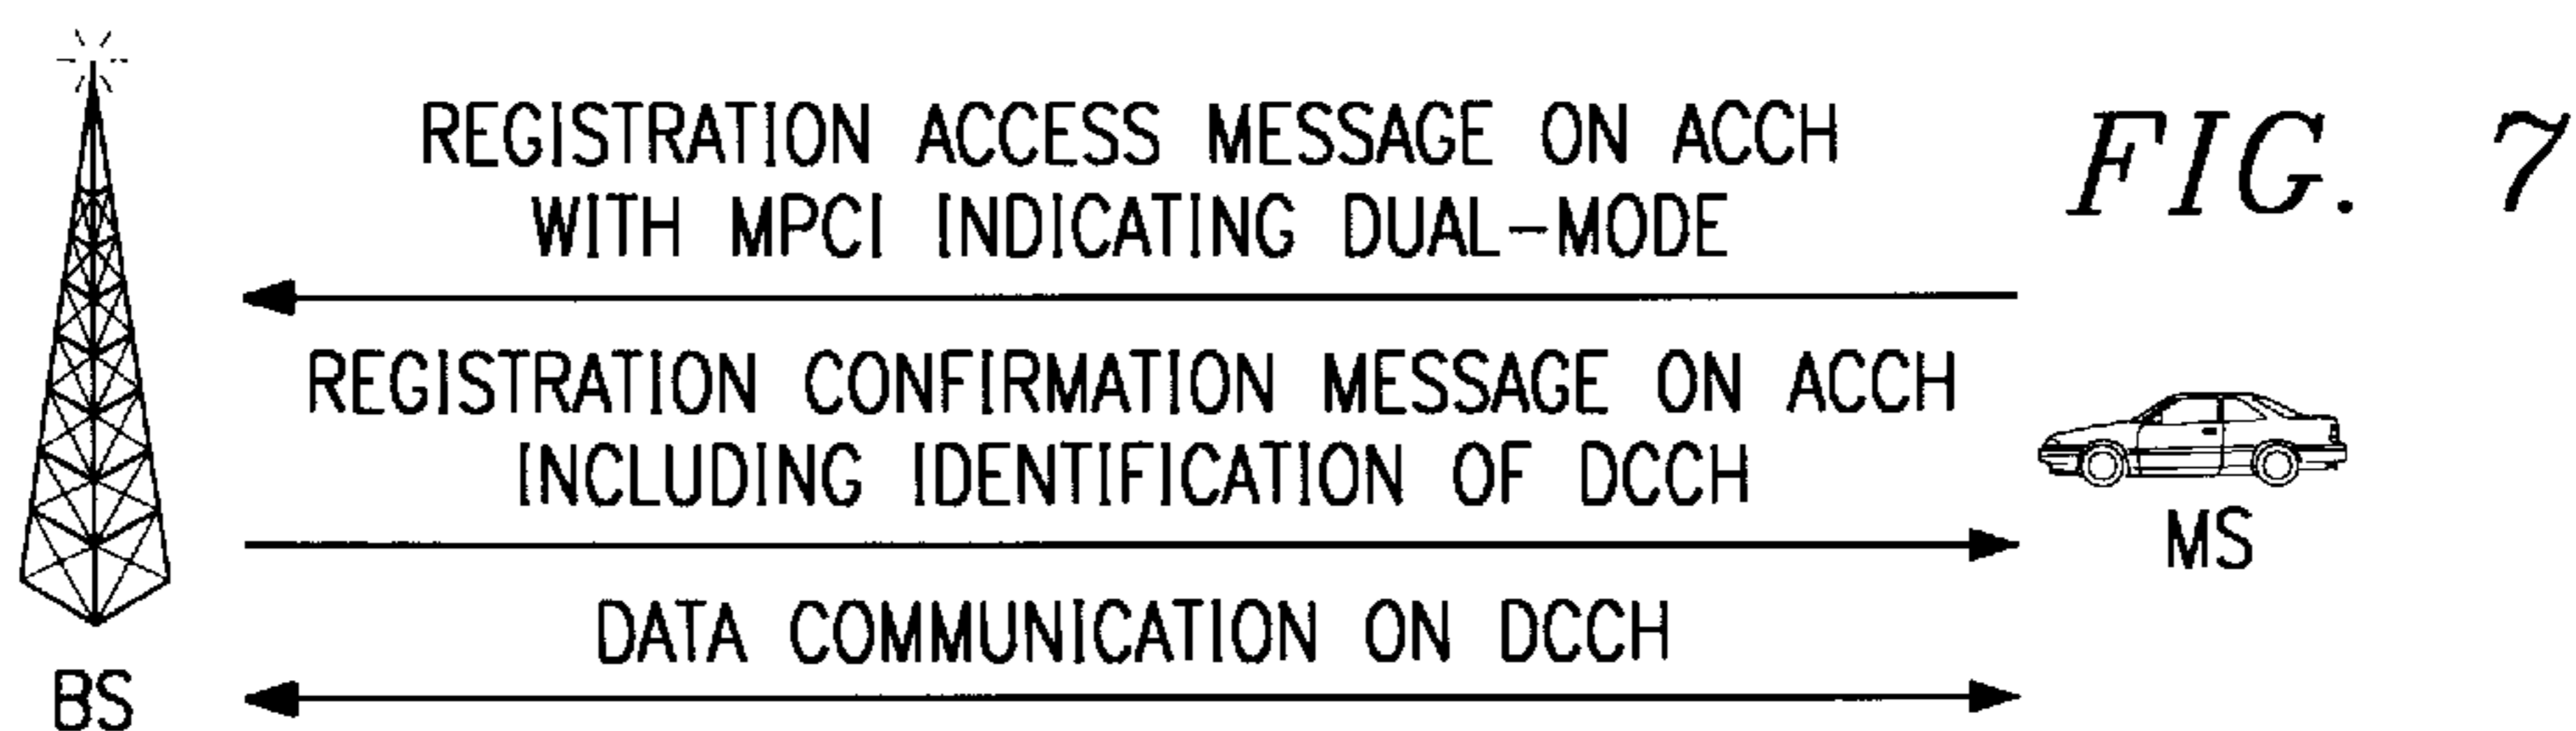 REGISTRATION ACCESS MESSAGE ON ACCH
WITH MPCI INDICATING DUAL-MODE
FIG. 7
REGISTRATION CONFIRMATION MESSAGE ON ACCH
INCLUDING IDENTIFICATION OF DCCH
MS
DATA COMMUNICATION ON DCCH
BS